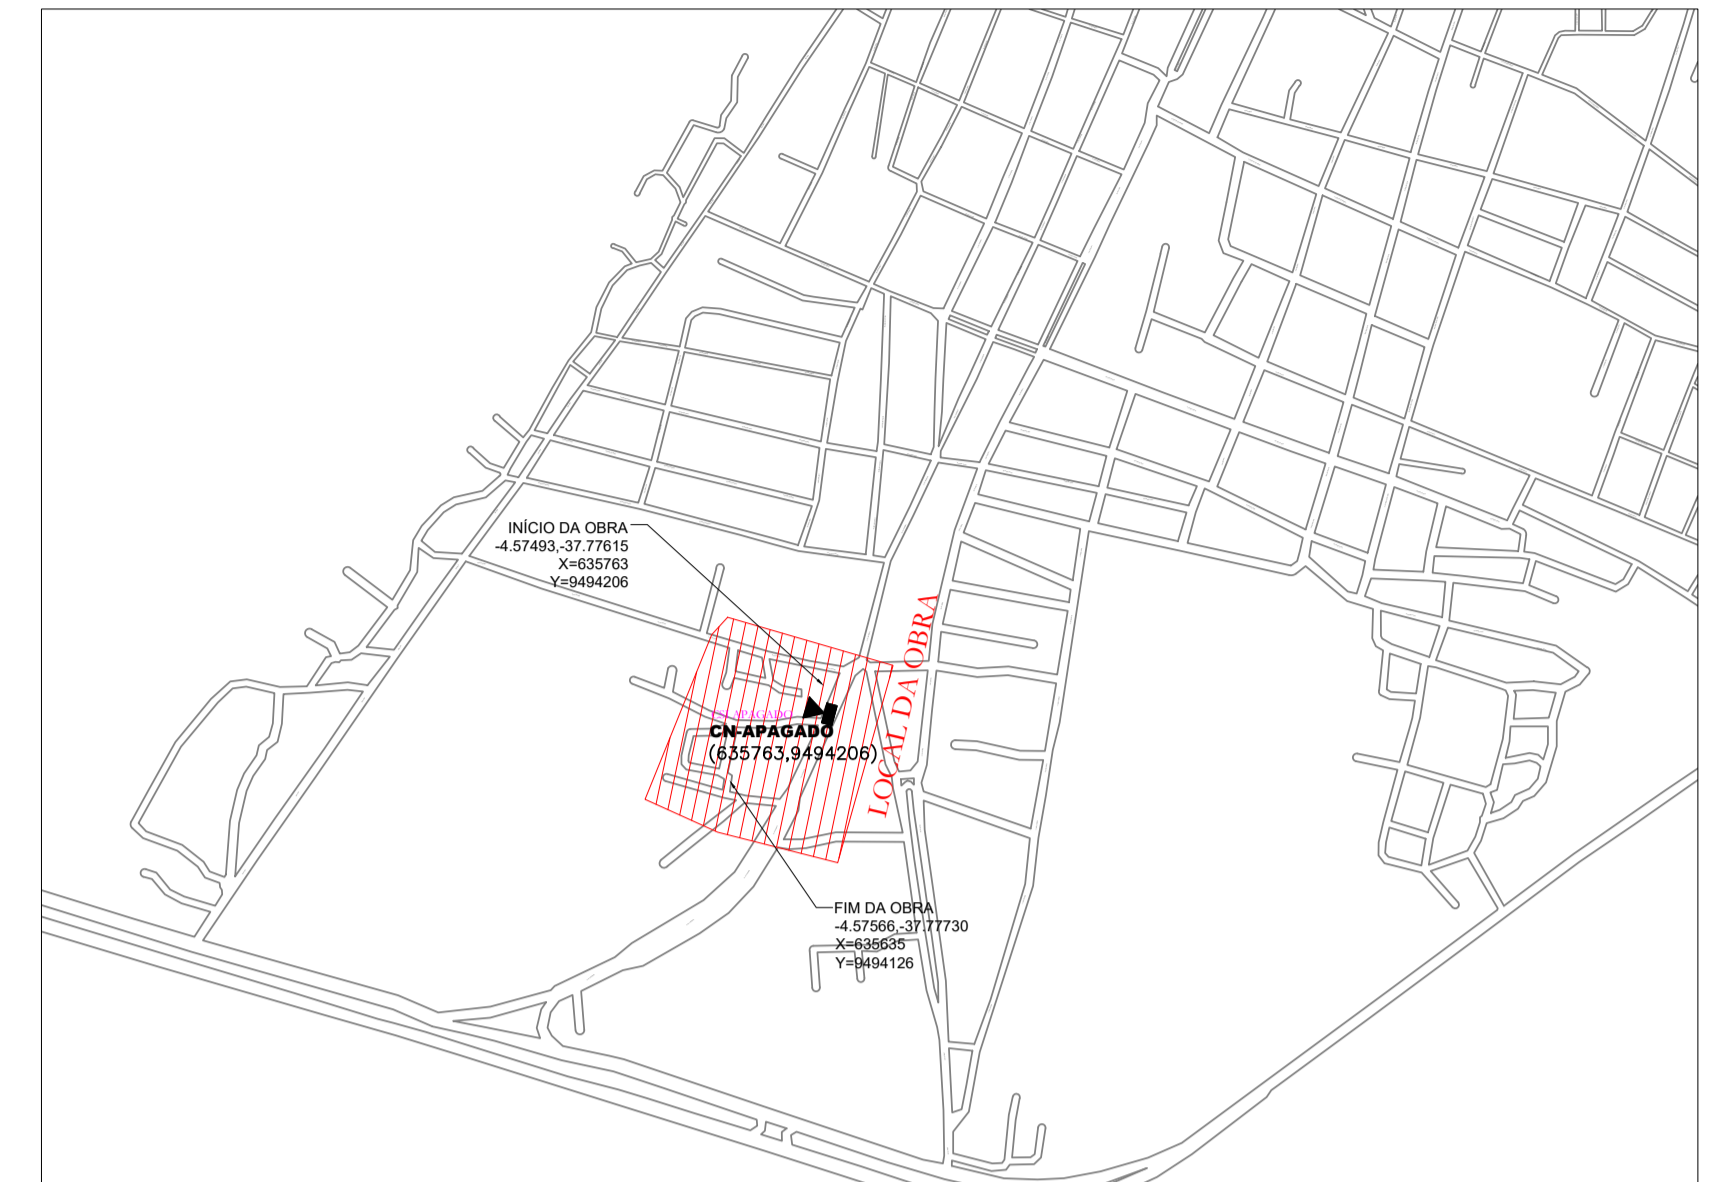 INÍCIO DA OBRA
-4.57493,-37.77615
X=635763
Y=9494206
LOCAL DA OBRA
APAGADO
CN-APAGADO
(635763,9494206)
FIM DA OBRA
-4.57566,-37.77730
X=635635
Y=9494126